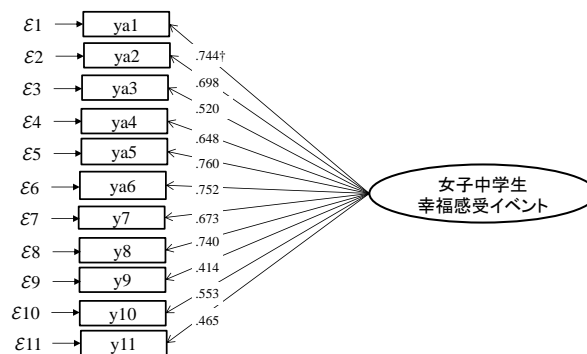 ε1
ya1
ε2
ya2
ε3
ya3
ε4
ya4
ε5
ya5
ε6
ya6
ε7
y7
ε8
y8
ε9
y9
ε10
y10
ε11
y11
.744†
.698
.520
.648
.760
.752
.673
.740
.414
.553
.465
女子中学生
幸福感受イベント